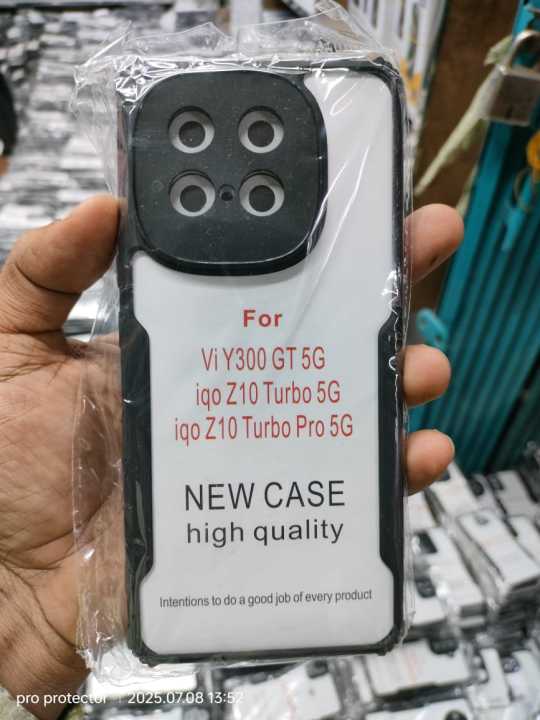 For
Vi Y300 GT 5G
iqo Z10 Turbo 5G
iqo Z10 Turbo Pro 5G
NEW CASE
high quality
Intentions to do a good job of every product
pro protector | 2025.07.08 13:52